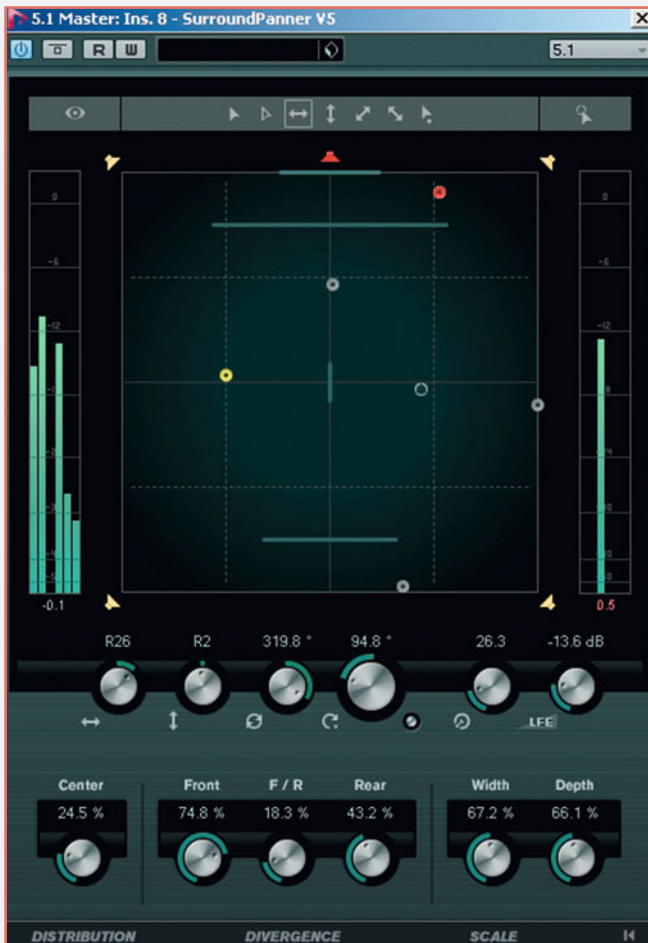 5.1 Master: Ins. 8 - SurroundPanner V5
R W 5.1
0 0
-6 -6
-12 -12
-0.1 0.5
R26 R2 319.8 ° 94.8 ° 26.3 -13.6 dB
LFE
Center Front F / R Rear Width Depth
24.5 % 74.8 % 18.3 % 43.2 % 67.2 % 66.1 %
DISTRIBUTION DIVERGENCE SCALE